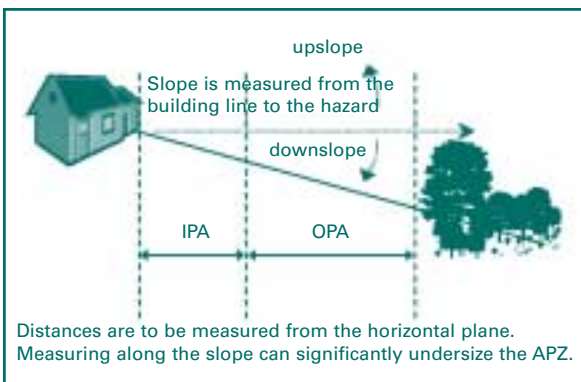 upslope
Slope is measured from the
building line to the hazard
downslope
IPA
OPA
Distances are to be measured from the horizontal plane.
Measuring along the slope can significantly undersize the APZ.